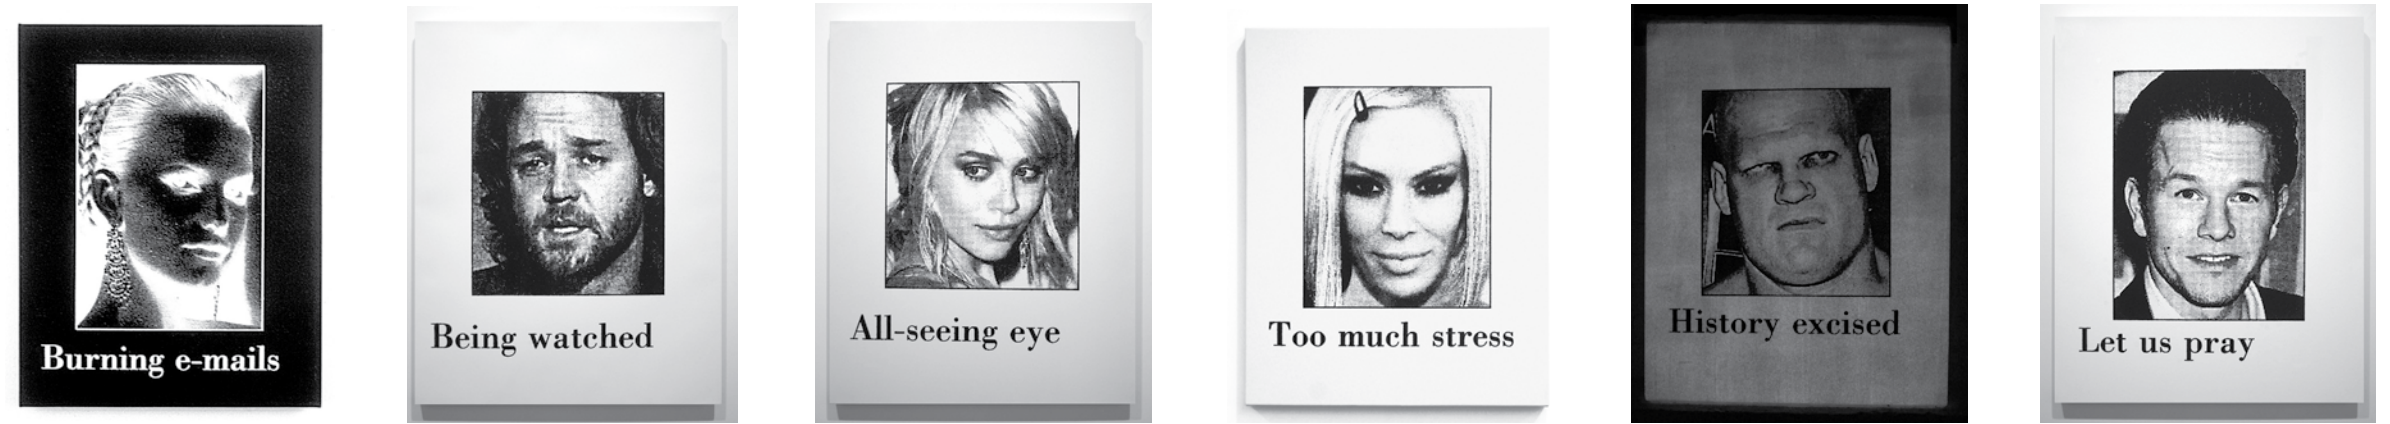 Burning e-mails
Being watched
All-seeing eye
Too much stress
A
History excised
Let us pray